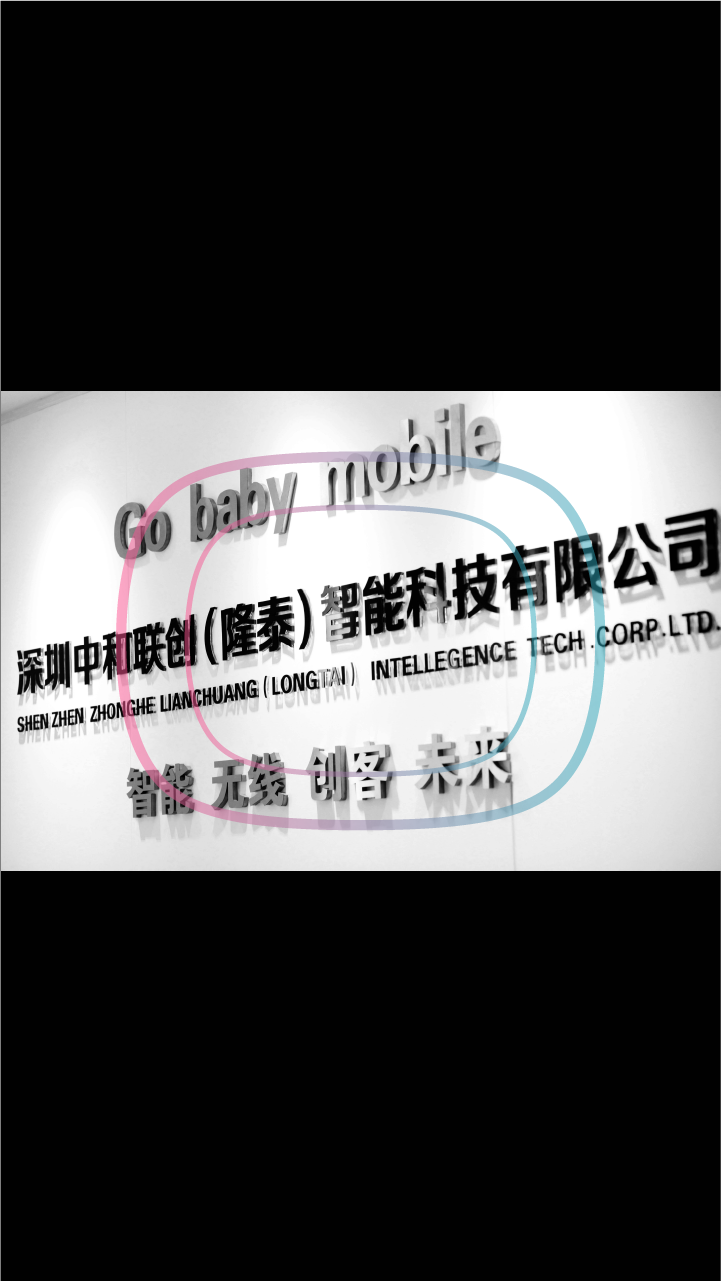 Go baby mobile
深圳中和联创(隆泰)智能科技有限公司
SHEN ZHEN ZHONGHE LIANCHUANG (LONGTAI) INTELLEGENCE TECH .CORP.LTD.
智能 无线 创客 未来